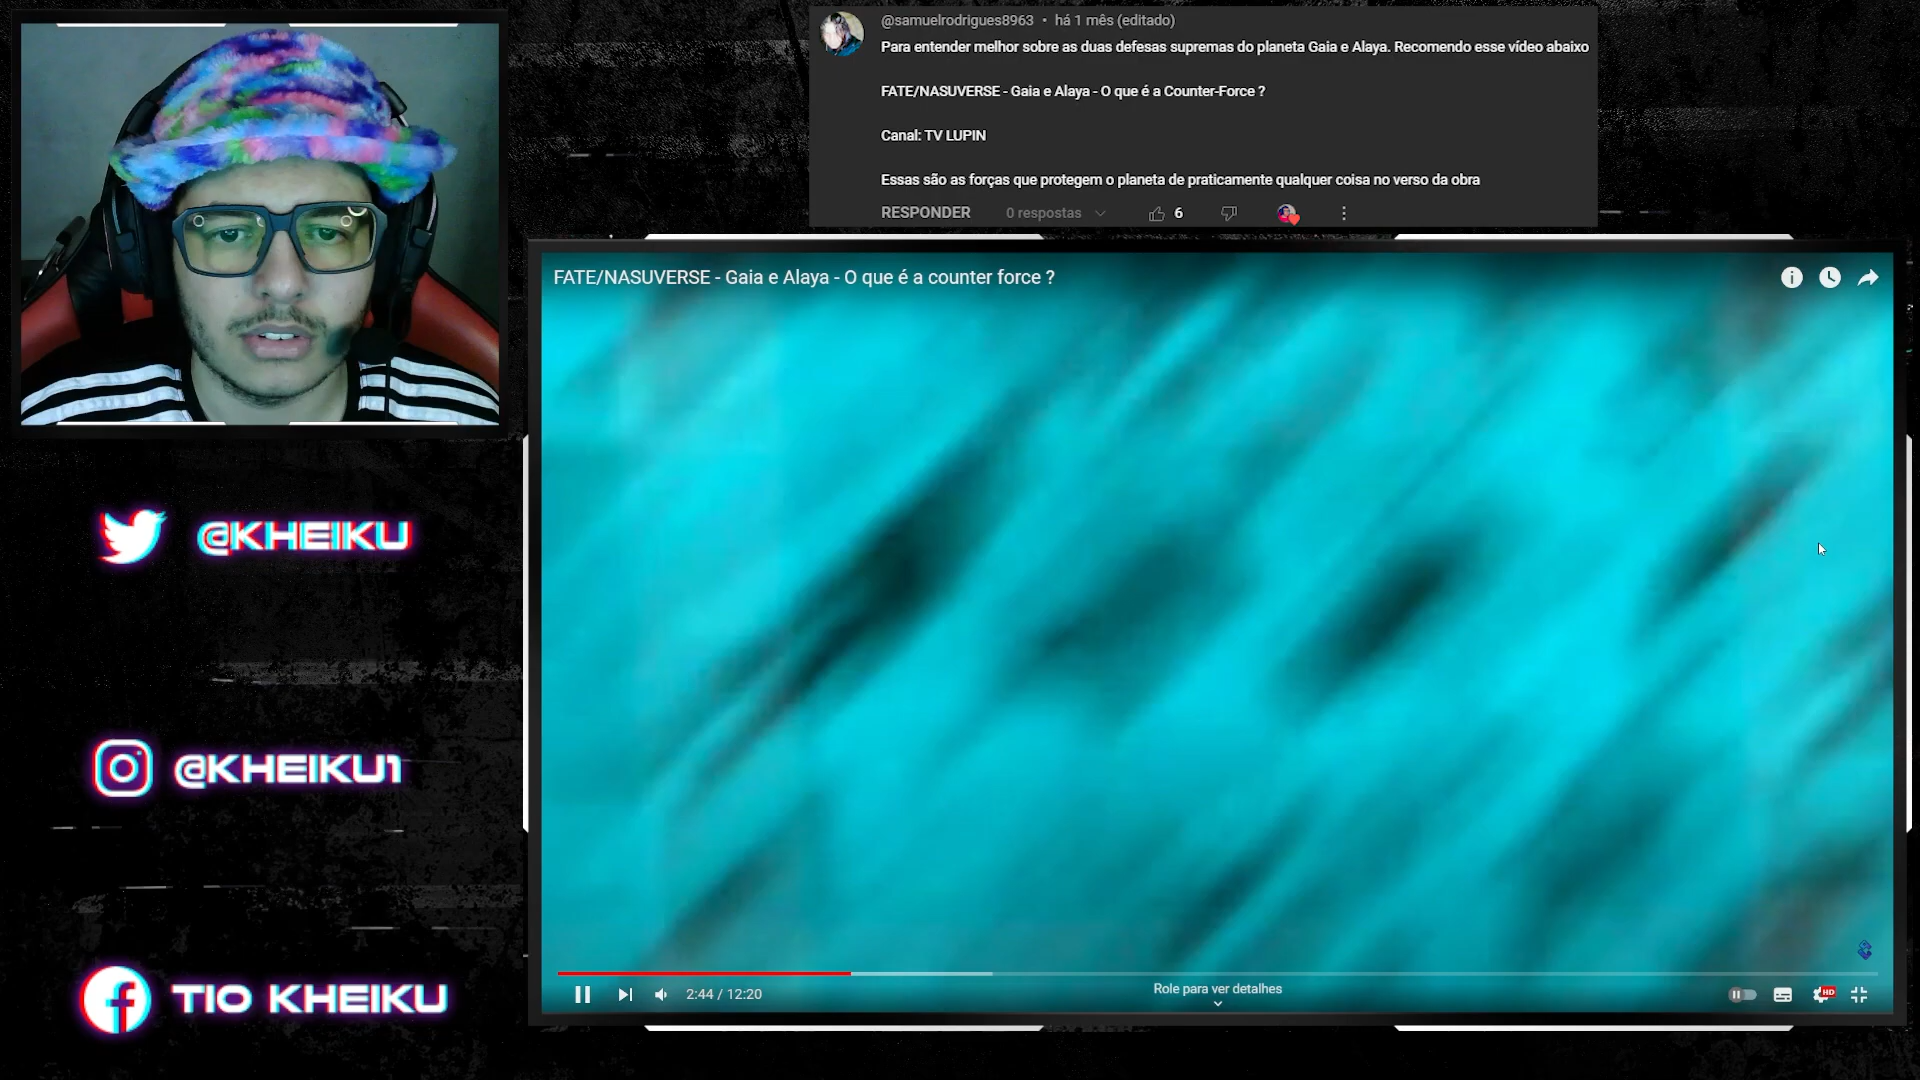 @samuelrodrigues8963 • há 1 mês (editado)
Para entender melhor sobre as duas defesas supremas do planeta Gaia e Alaya. Recomendo esse vídeo abaixo
FATE/NASUVERSE - Gaia e Alaya - O que é a Counter-Force ?
Canal: TV LUPIN
Essas são as forças que protegem o planeta de praticamente qualquer coisa no verso da obra
RESPONDER 0 respostas 6
FATE/NASUVERSE - Gaia e Alaya - O que é a counter force ?
@KHEIKU
@KHEIKU1
TIO KHEIKU
2:44 / 12:20
Role para ver detalhes
HD